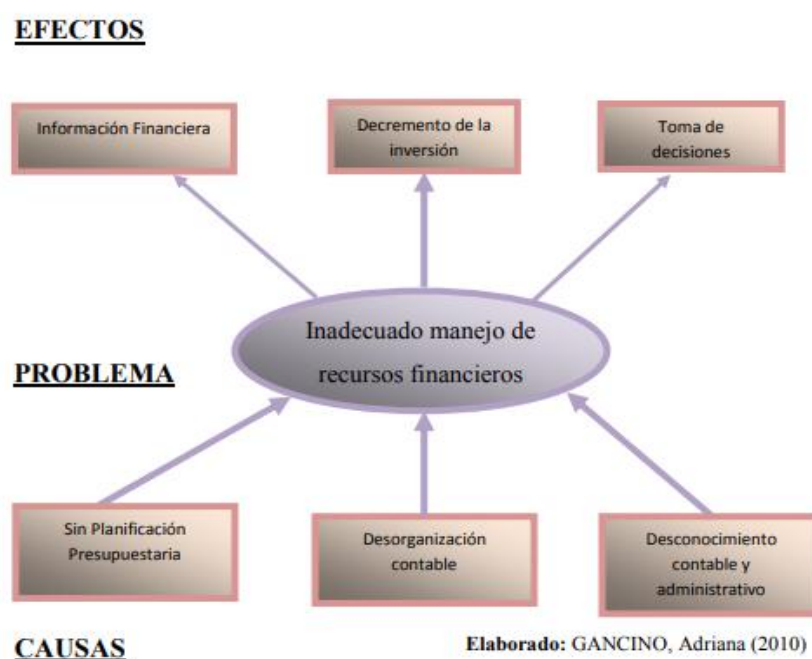 EFECTOS
Información Financiera
Decremento de la
inversión
Toma de
decisiones
Inadecuado manejo de
recursos financieros
PROBLEMA
Sin Planificación
Presupuestaria
Desorganización
contable
Desconocimiento
contable y
administrativo
CAUSAS
Elaborado: GANCINO, Adriana (2010)